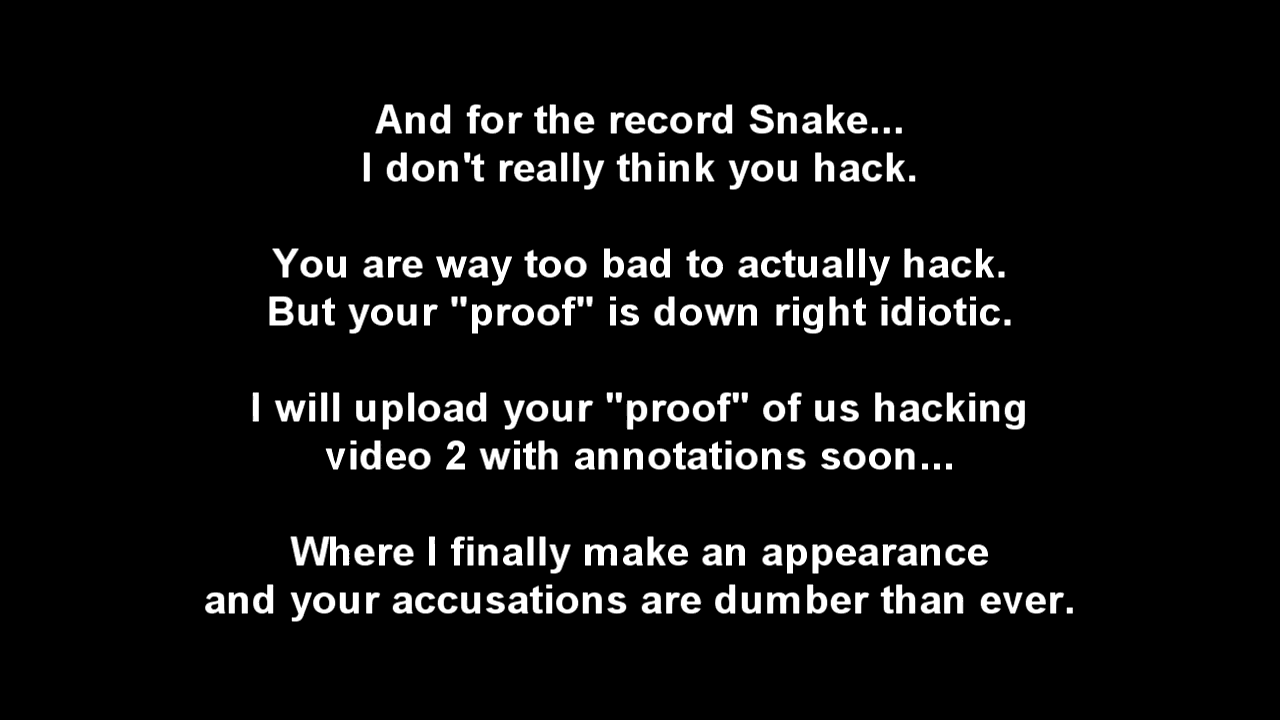 And for the record Snake...
I don't really think you hack.
You are way too bad to actually hack.
But your "proof" is down right idiotic.
I will upload your "proof" of us hacking
video 2 with annotations soon...
Where I finally make an appearance
and your accusations are dumber than ever.